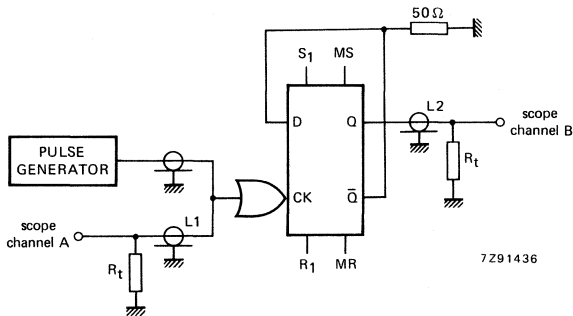 50Ω
S1 MS
L2
D Q
scope
channel B
PULSE
GENERATOR
Rt
CK Q̄
L1
scope
channel A
Rt
R1 MR
7Z91436